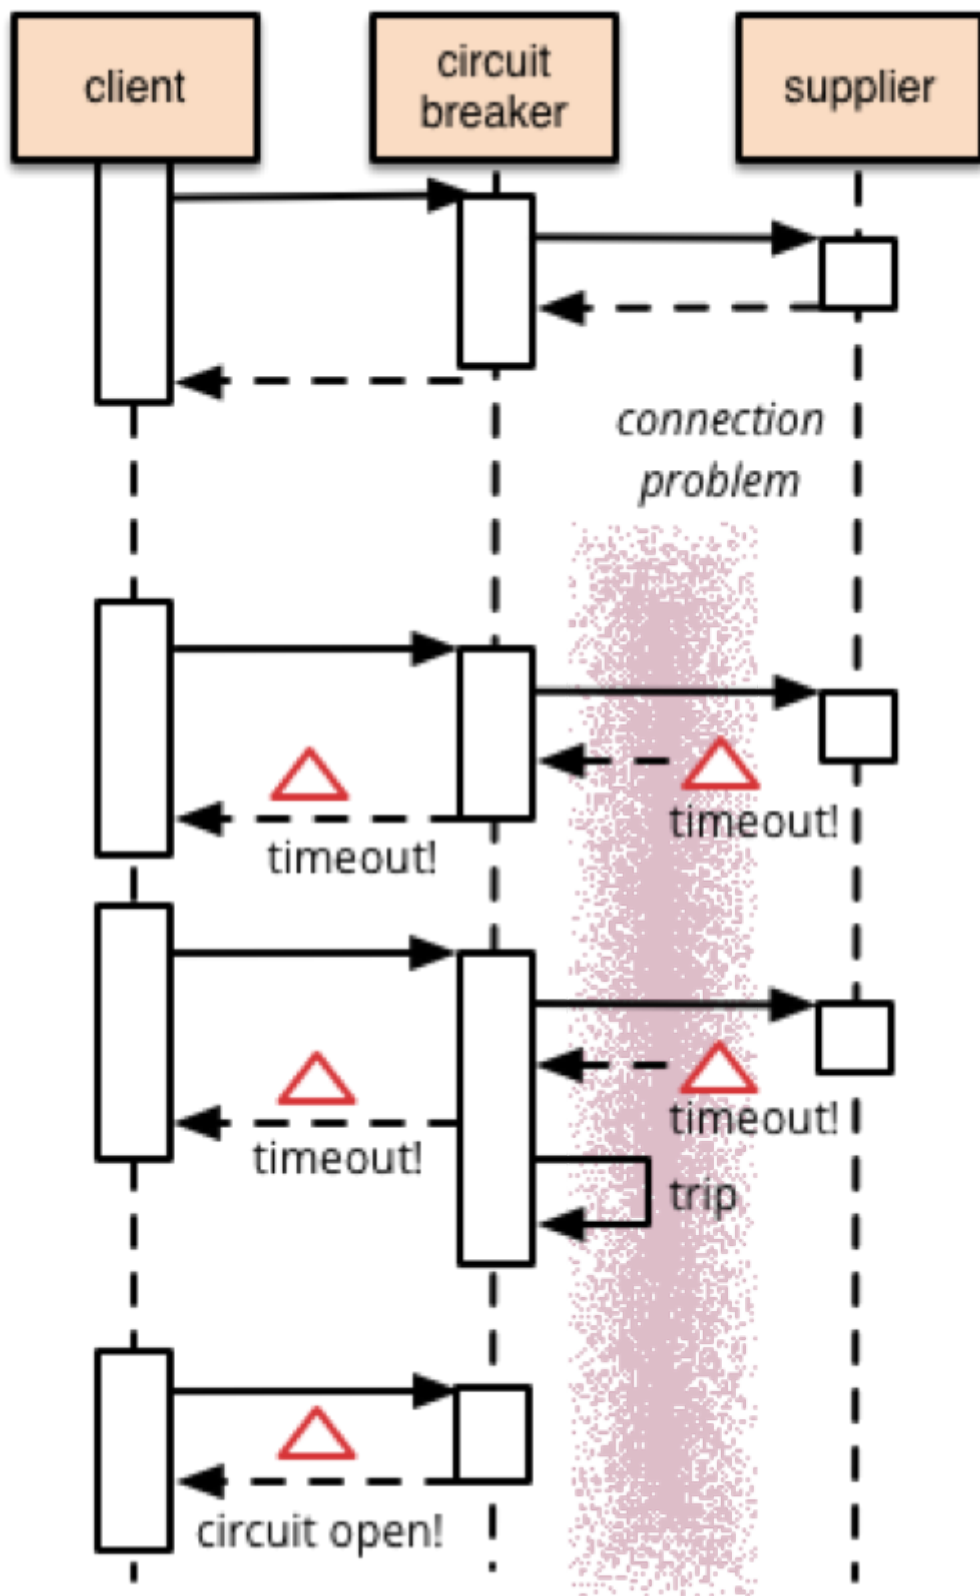 client
circuit
breaker
supplier
connection
problem
timeout!
timeout!
timeout!
timeout!
trip
circuit open!